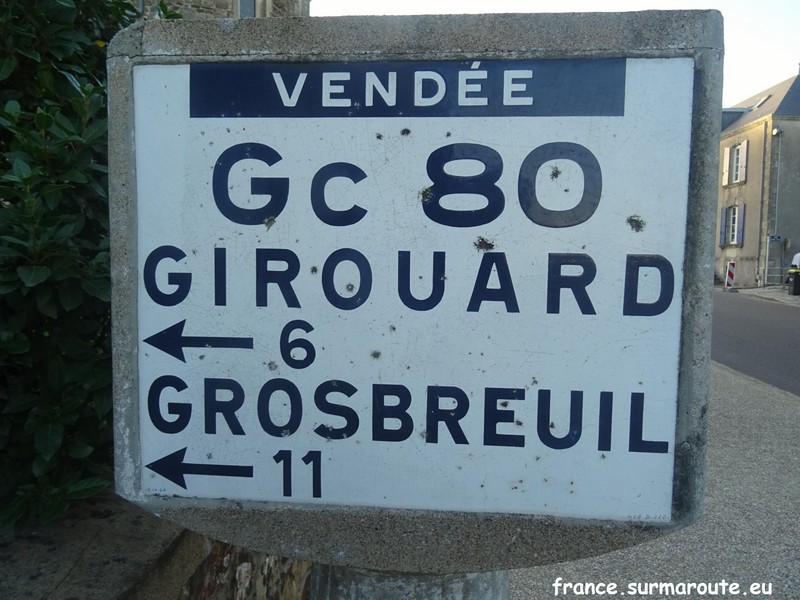 VENDÉE
Gc 80
GIROUARD
← 6
GROSBREUIL
← 11
france.surmaroute.eu